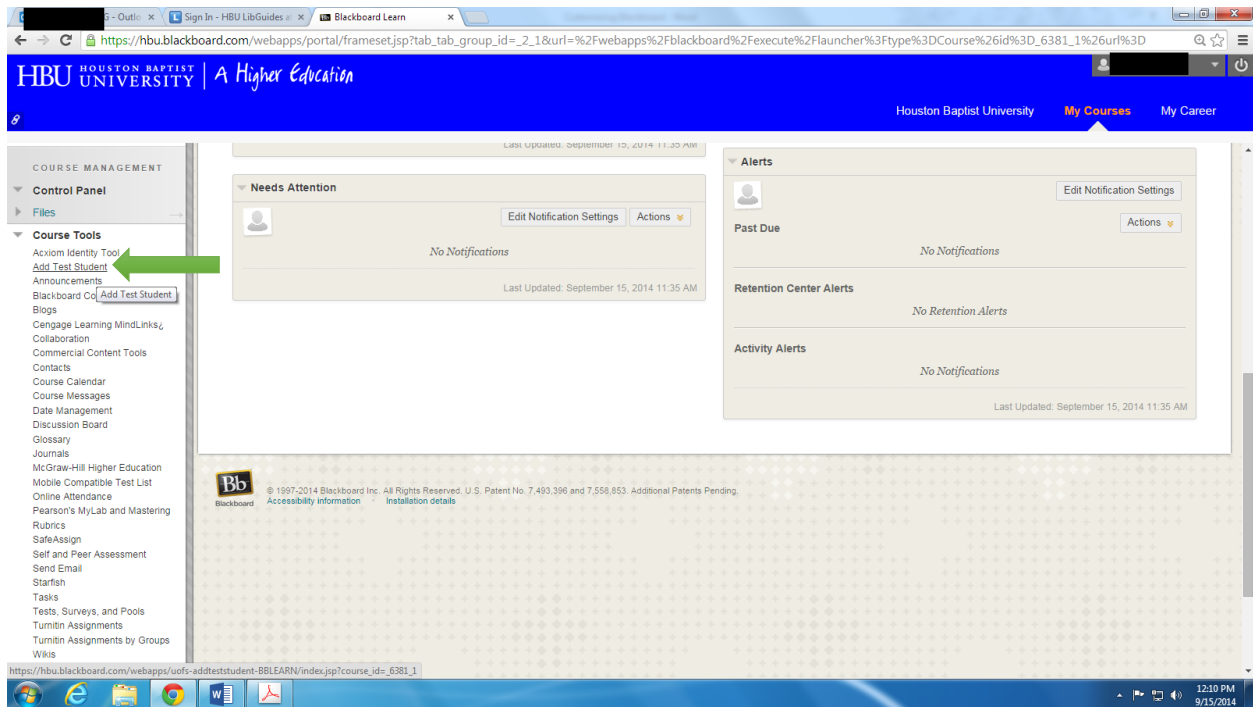 G - Outlo
Sign In - HBU LibGuides a
Blackboard Learn
https://hbu.blackboard.com/webapps/portal/frameset.jsp?tab_tab_group_id=_2_1&url=%2Fwebapps%2Fblackboard%2Fexecute%2Flauncher%3Ftype%3DCourse%26id%3D_6381_1%26url%3D
HBU HOUSTON BAPTIST UNIVERSITY | A Higher Education
Houston Baptist University My Courses My Career
COURSE MANAGEMENT
Control Panel
Files
Course Tools
Acxiom Identity Tool
Add Test Student
Announcements
Blackboard Co
Add Test Student
Blogs
Cengage Learning MindLinks¿
Collaboration
Commercial Content Tools
Contacts
Course Calendar
Course Messages
Date Management
Discussion Board
Glossary
Journals
McGraw-Hill Higher Education
Mobile Compatible Test List
Online Attendance
Pearson's MyLab and Mastering
Rubrics
SafeAssign
Self and Peer Assessment
Send Email
Starfish
Tasks
Tests, Surveys, and Pools
Turnitin Assignments
Turnitin Assignments by Groups
Wikis
Last Updated: September 15, 2014 11:35 AM
Needs Attention
Edit Notification Settings Actions
No Notifications
Last Updated: September 15, 2014 11:35 AM
Alerts
Edit Notification Settings
Actions
Past Due
No Notifications
Retention Center Alerts
No Retention Alerts
Activity Alerts
No Notifications
Last Updated: September 15, 2014 11:35 AM
Bb
Blackboard
© 1997-2014 Blackboard Inc. All Rights Reserved. U.S. Patent No. 7,493,396 and 7,558,853. Additional Patents Pending.
Accessibility information · Installation details
https://hbu.blackboard.com/webapps/uofs-addteststudent-BBLEARN/index.jsp?course_id=_6381_1
12:10 PM
9/15/2014